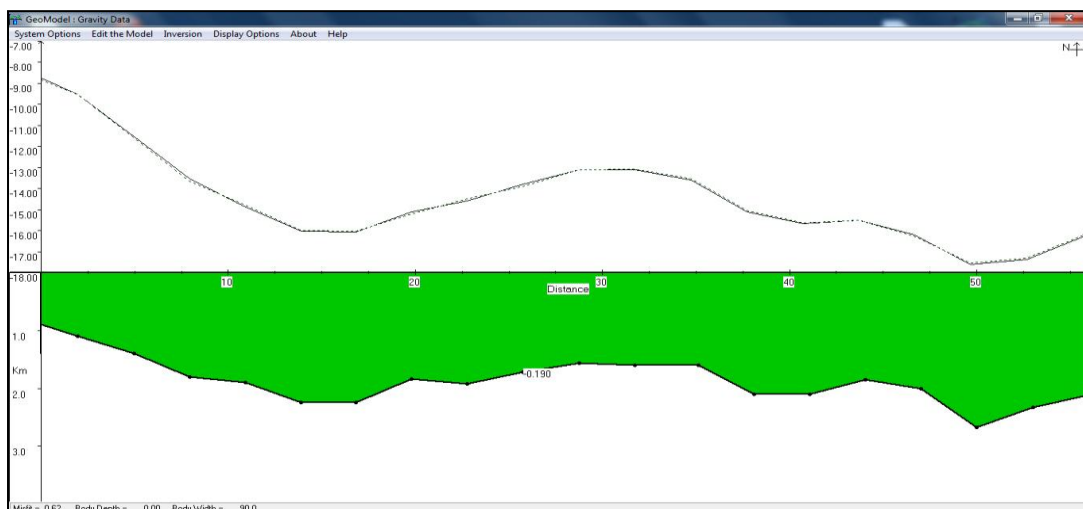 GeoModel : Gravity Data
System Options Edit the Model Inversion Display Options About Help
-7.00
N
-8.00
-9.00
-10.00
-11.00
-12.00
-13.00
-14.00
-15.00
-16.00
-17.00
-18.00
10 20 30 40 50
Distance
1.0
Km
-0.190
2.0
3.0
Misfit = 0.62 Body Depth = 0.00 Body Width = 90.0